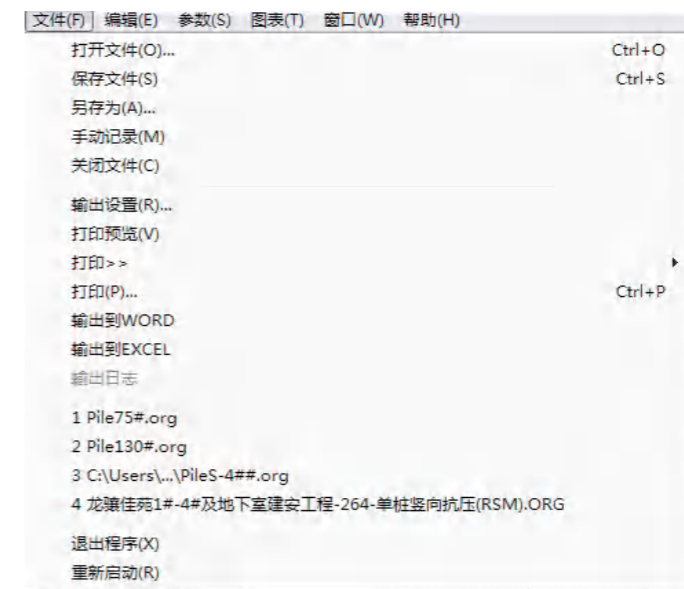 文件(F) 编辑(E) 参数(S) 图表(T) 窗口(W) 帮助(H)
打开文件(O)... Ctrl+O
保存文件(S) Ctrl+S
另存为(A)...
手动记录(M)
关闭文件(C)
输出设置(R)...
打印预览(V)
打印>>
打印(P)... Ctrl+P
输出到WORD
输出到EXCEL
输出日志
1 Pile75#.org
2 Pile130#.org
3 C:\Users\...\PileS-4##.org
4 龙骧佳苑1#-4#及地下室建安工程-264-单桩竖向抗压(RSM).ORG
退出程序(X)
重新启动(R)